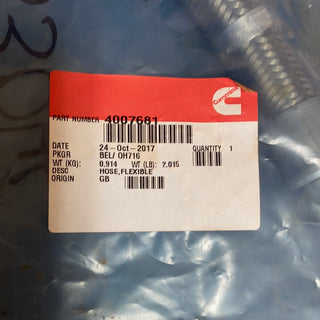 PART NUMBER 4007681
DATE 24-Oct-2017 QUANTITY 1
PKGR BEL/ OH716
WT (KG): 0.914 WT (LB): 2.015
DESC HOSE,FLEXIBLE
ORIGIN GB